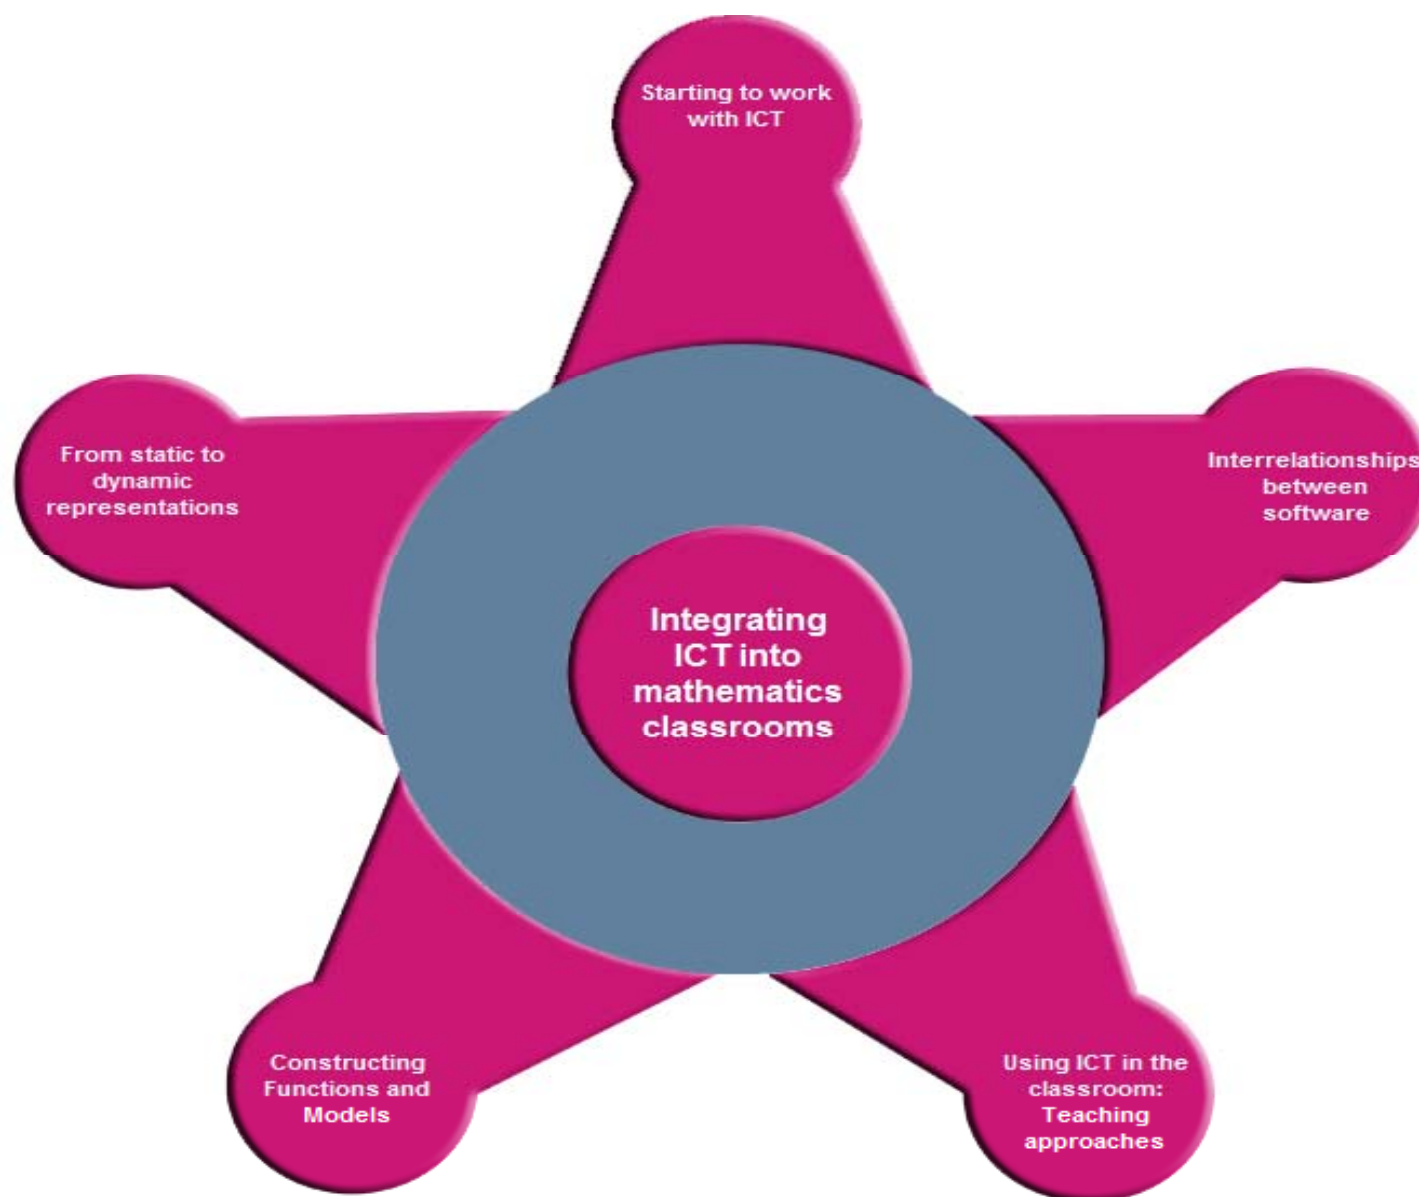 Starting to work
with ICT
From static to
dynamic
representations
Interrelationships
between
software
Integrating
ICT into
mathematics
classrooms
Constructing
Functions and
Models
Using ICT in the
classroom:
Teaching
approaches